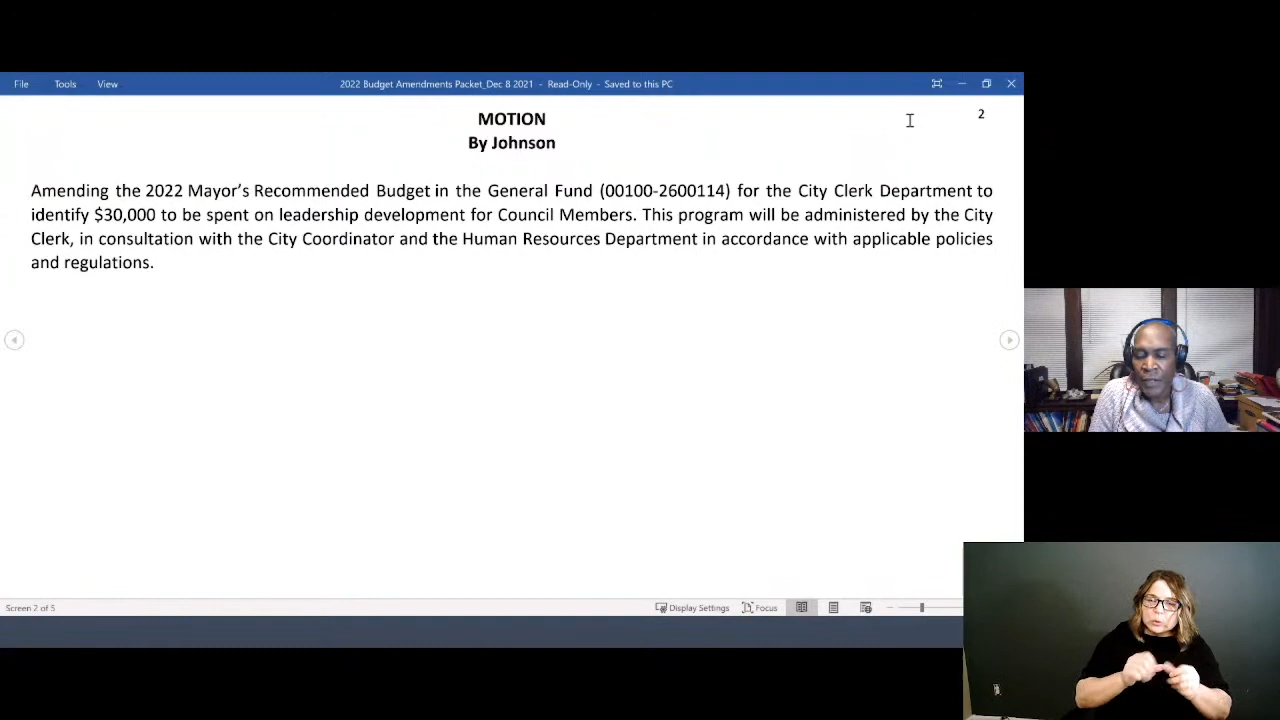 File Tools View 2022 Budget Amendments Packet_Dec 8 2021 - Read-Only - Saved to this PC
2
MOTION
By Johnson
Amending the 2022 Mayor's Recommended Budget in the General Fund (00100-2600114) for the City Clerk Department to
identify $30,000 to be spent on leadership development for Council Members. This program will be administered by the City
Clerk, in consultation with the City Coordinator and the Human Resources Department in accordance with applicable policies
and regulations.
Screen 2 of 5 Display Settings Focus